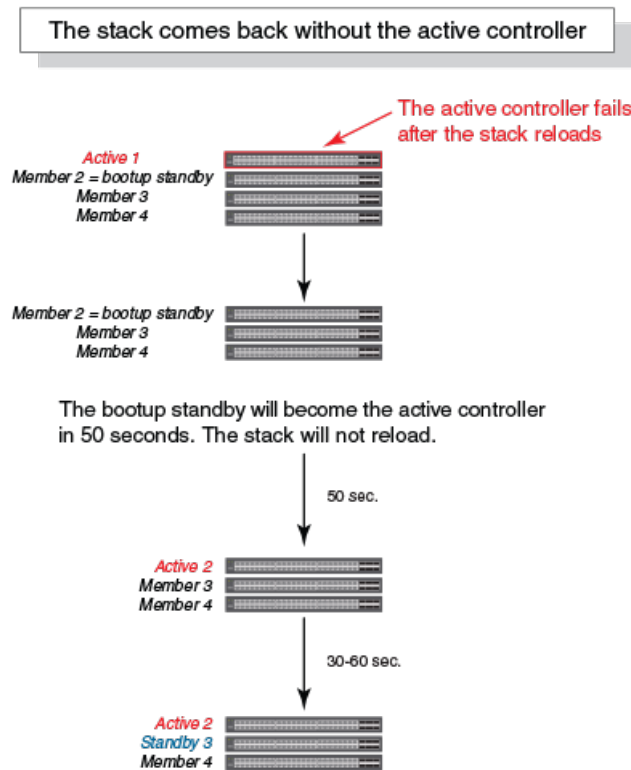 The stack comes back without the active controller
The active controller fails
after the stack reloads
Active 1
Member 2 = bootup standby
Member 3
Member 4
Member 2 = bootup standby
Member 3
Member 4
The bootup standby will become the active controller
in 50 seconds. The stack will not reload.
50 sec.
Active 2
Member 3
Member 4
30-60 sec.
Active 2
Standby 3
Member 4